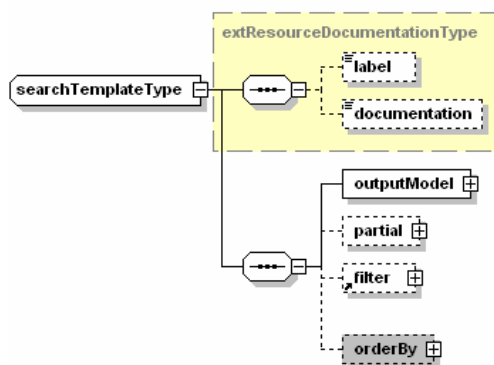 extResourceDocumentationType
label
searchTemplateType
documentation
outputModel
partial
filter
orderBy